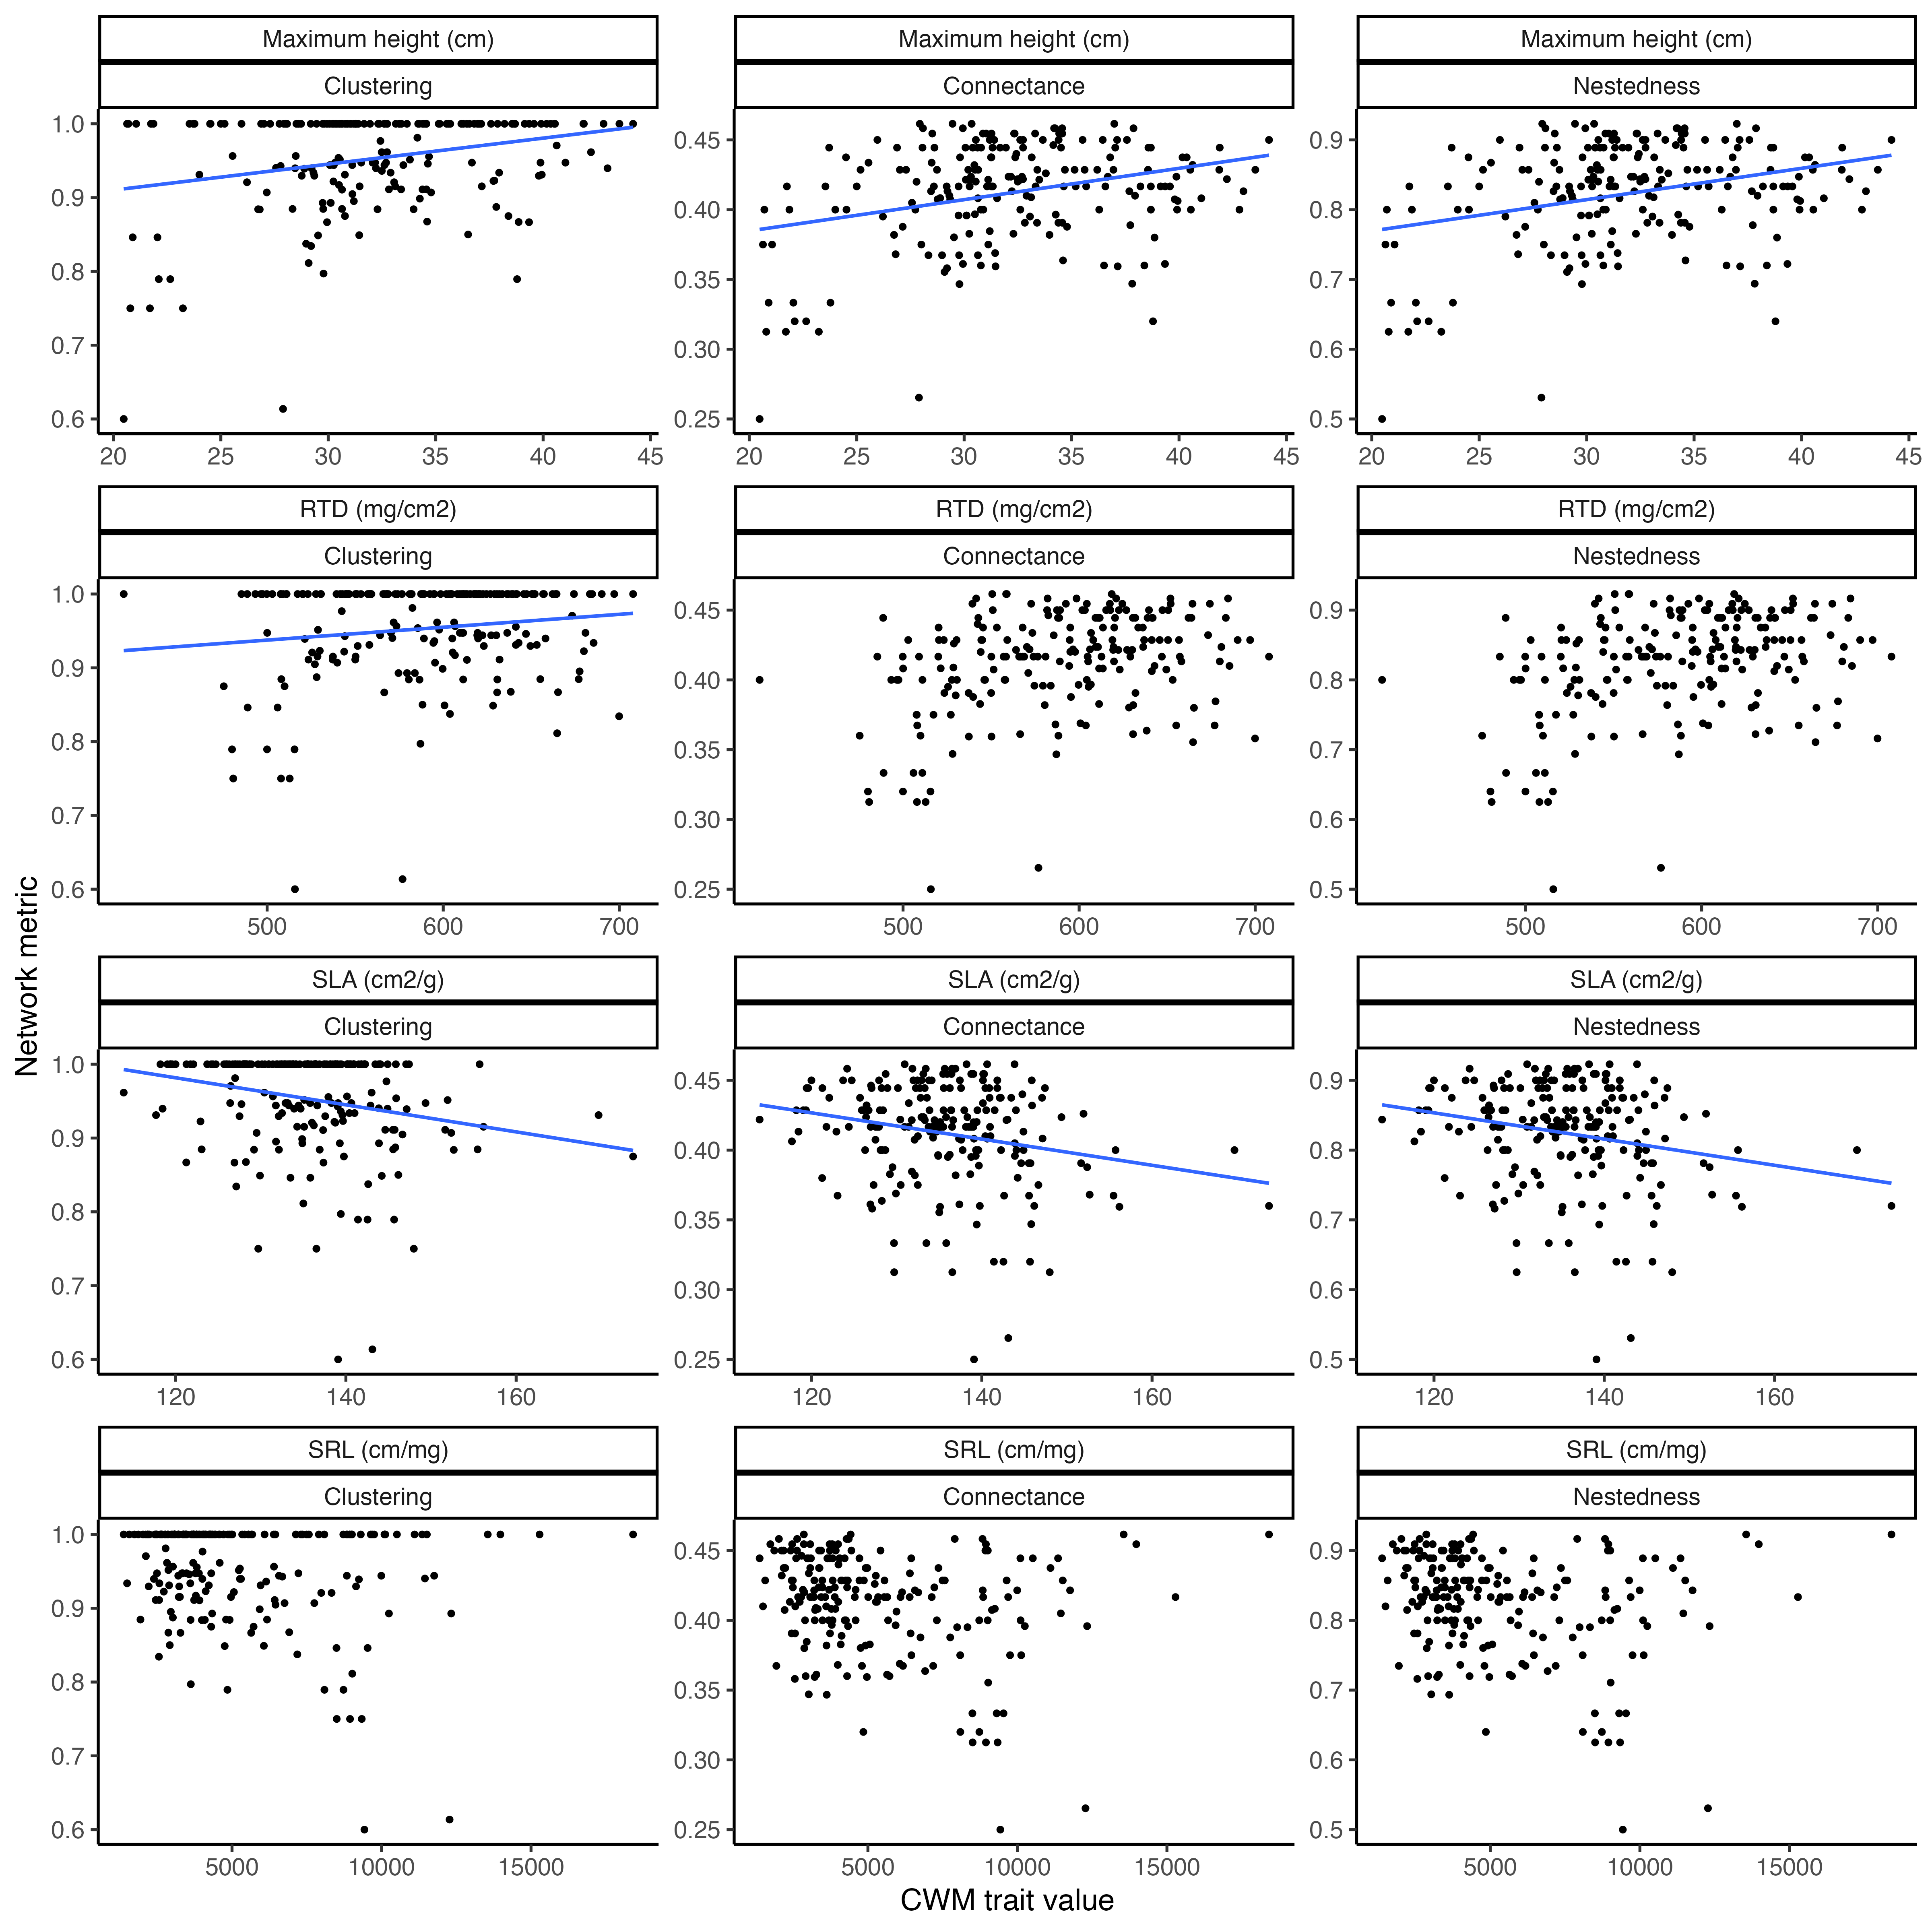 Maximum height (cm) Maximum height (cm) Maximum height (cm)
Clustering Connectance Nestedness
1.0 0.9 0.8 0.7 0.6
0.45 0.40 0.35 0.30 0.25
0.9 0.8 0.7 0.6 0.5
20 25 30 35 40 45 20 25 30 35 40 45 20 25 30 35 40 45
RTD (mg/cm2) RTD (mg/cm2) RTD (mg/cm2)
Clustering Connectance Nestedness
1.0 0.9 0.8 0.7 0.6
0.45 0.40 0.35 0.30 0.25
0.9 0.8 0.7 0.6 0.5
500 600 700 500 600 700 500 600 700
Network metric
SLA (cm2/g) SLA (cm2/g) SLA (cm2/g)
Clustering Connectance Nestedness
1.0 0.9 0.8 0.7 0.6
0.45 0.40 0.35 0.30 0.25
0.9 0.8 0.7 0.6 0.5
120 140 160 120 140 160 120 140 160
SRL (cm/mg) SRL (cm/mg) SRL (cm/mg)
Clustering Connectance Nestedness
1.0 0.9 0.8 0.7 0.6
0.45 0.40 0.35 0.30 0.25
0.9 0.8 0.7 0.6 0.5
5000 10000 15000 5000 10000 15000 5000 10000 15000
CWM trait value